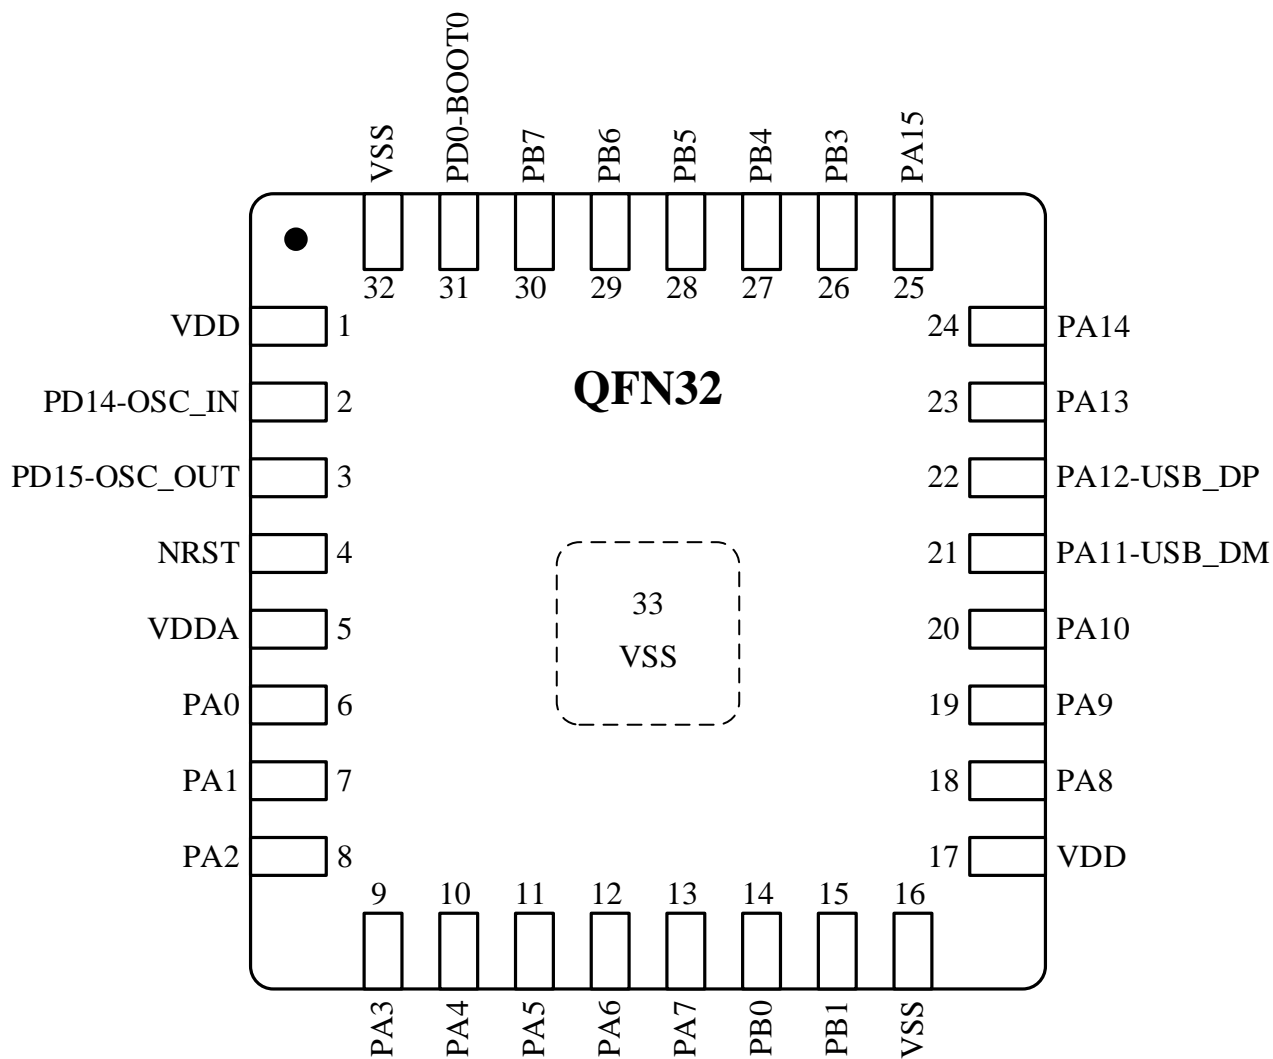 VSS
PD0-BOOT0
PB7
PB6
PB5
PB4
PB3
PA15
32 31 30 29 28 27 26 25
VDD 1 24 PA14
QFN32
PD14-OSC_IN 2 23 PA13
PD15-OSC_OUT 3 22 PA12-USB_DP
NRST 4 21 PA11-USB_DM
33
VSS
VDDA 5 20 PA10
PA0 6 19 PA9
PA1 7 18 PA8
PA2 8 17 VDD
9 10 11 12 13 14 15 16
PA3
PA4
PA5
PA6
PA7
PB0
PB1
VSS